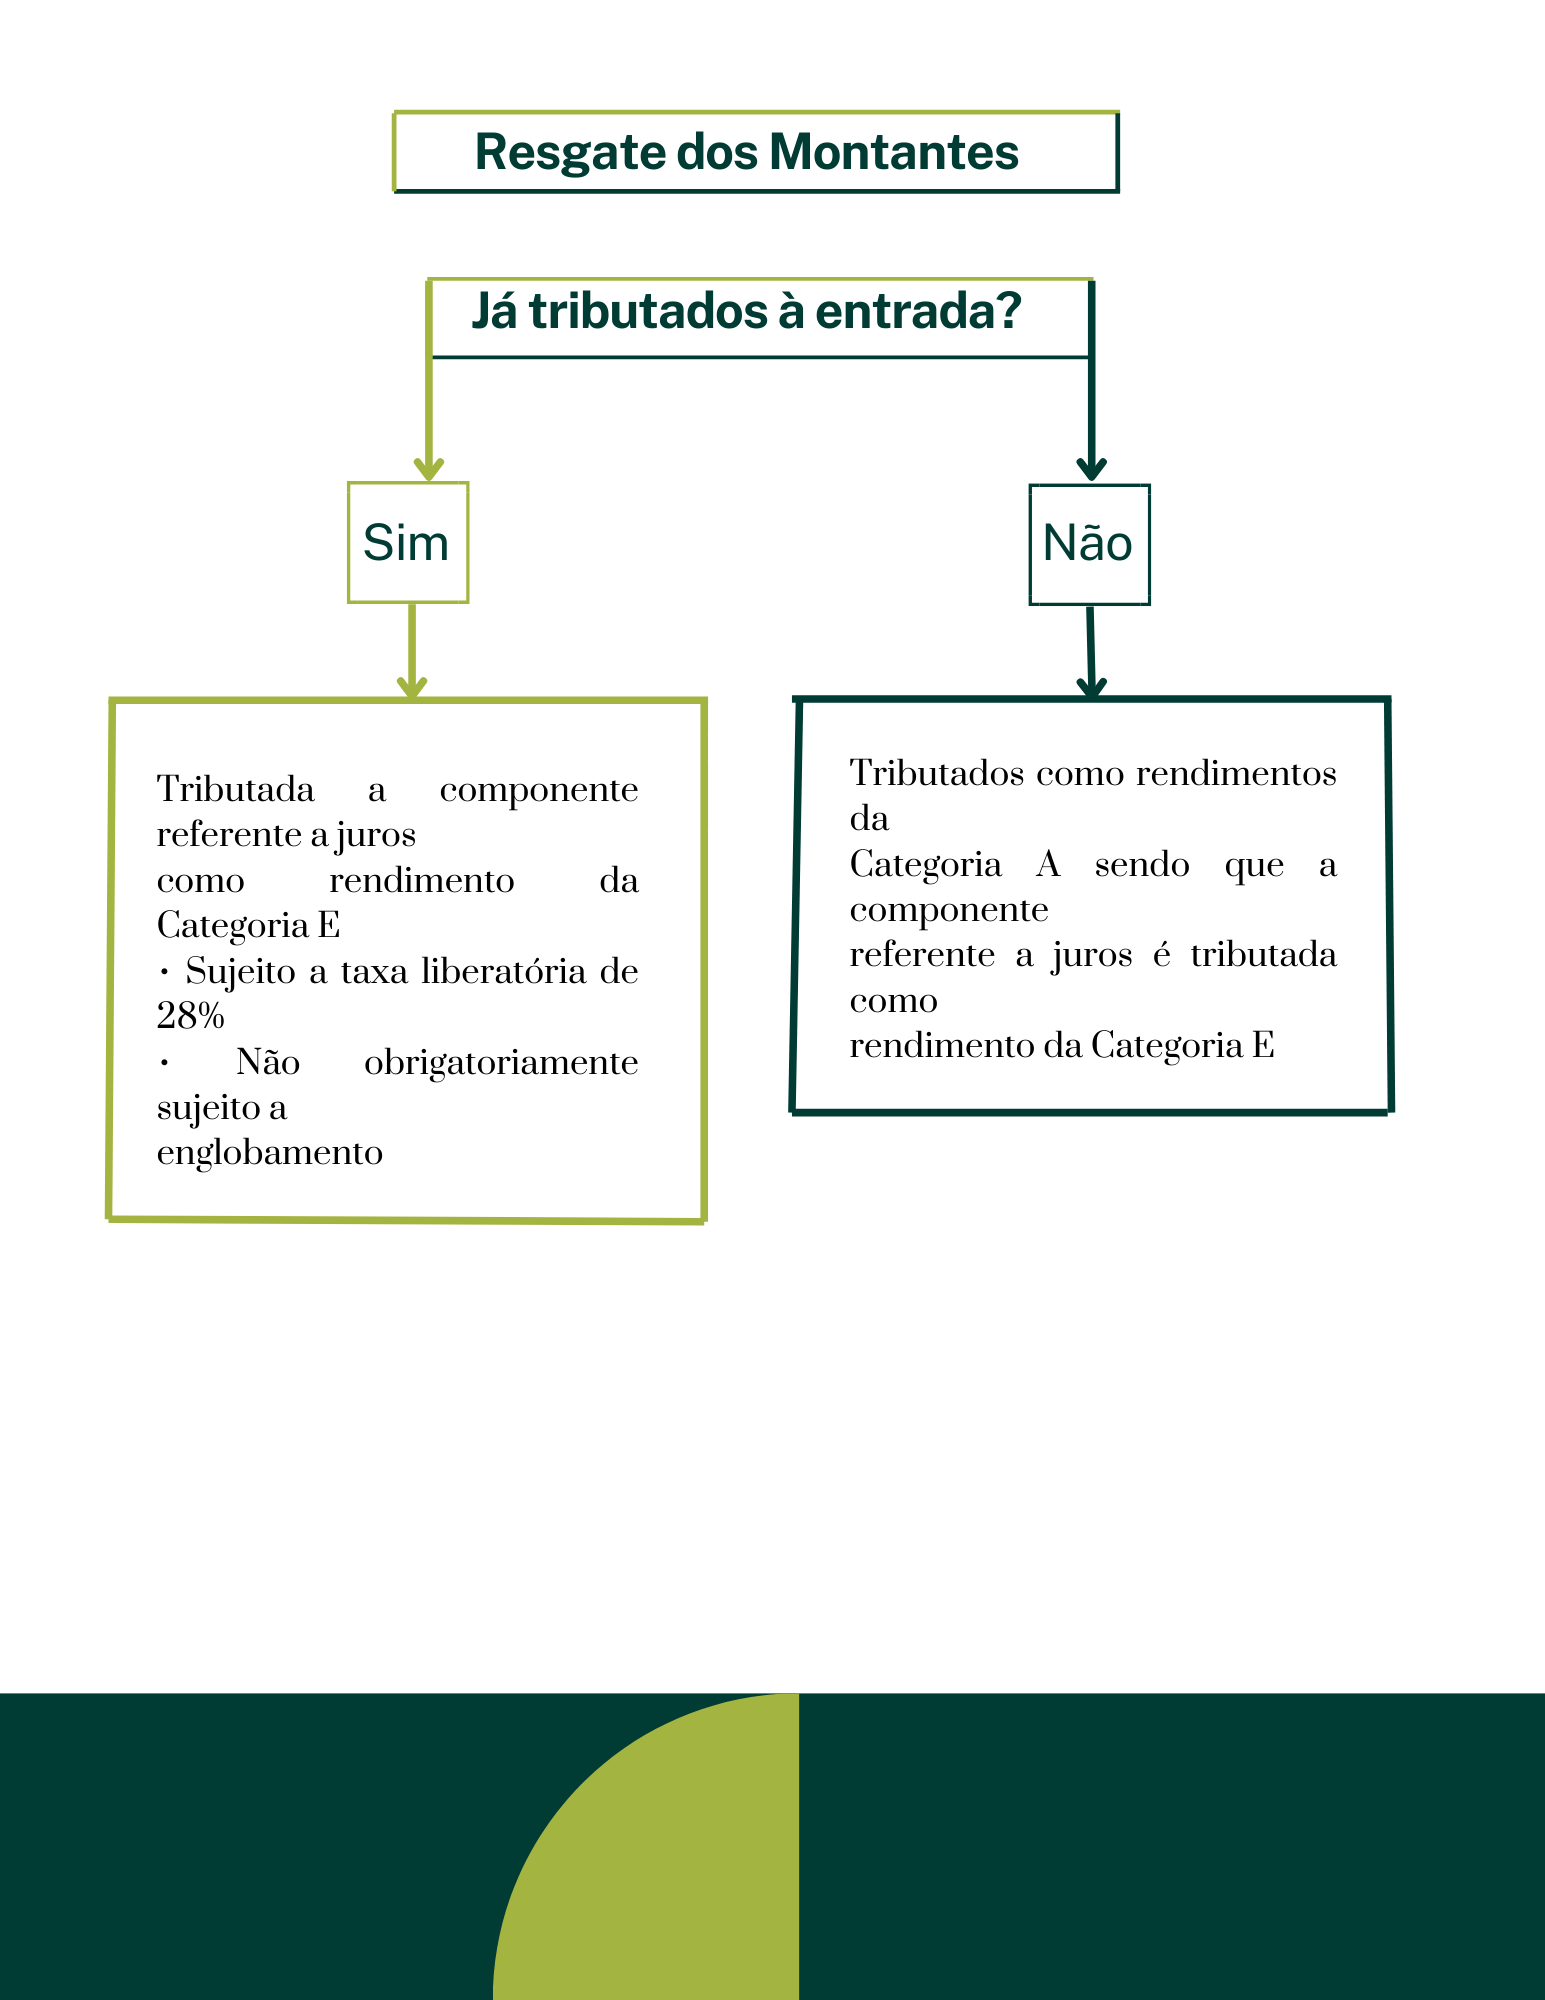 Resgate dos Montantes
Já tributados à entrada?
Sim
Não
Tributada a componente
referente a juros
como rendimento da
Categoria E
• Sujeito a taxa liberatória de
28%
• Não obrigatoriamente
sujeito a
englobamento
Tributados como rendimentos
da
Categoria A sendo que a
componente
referente a juros é tributada
como
rendimento da Categoria E